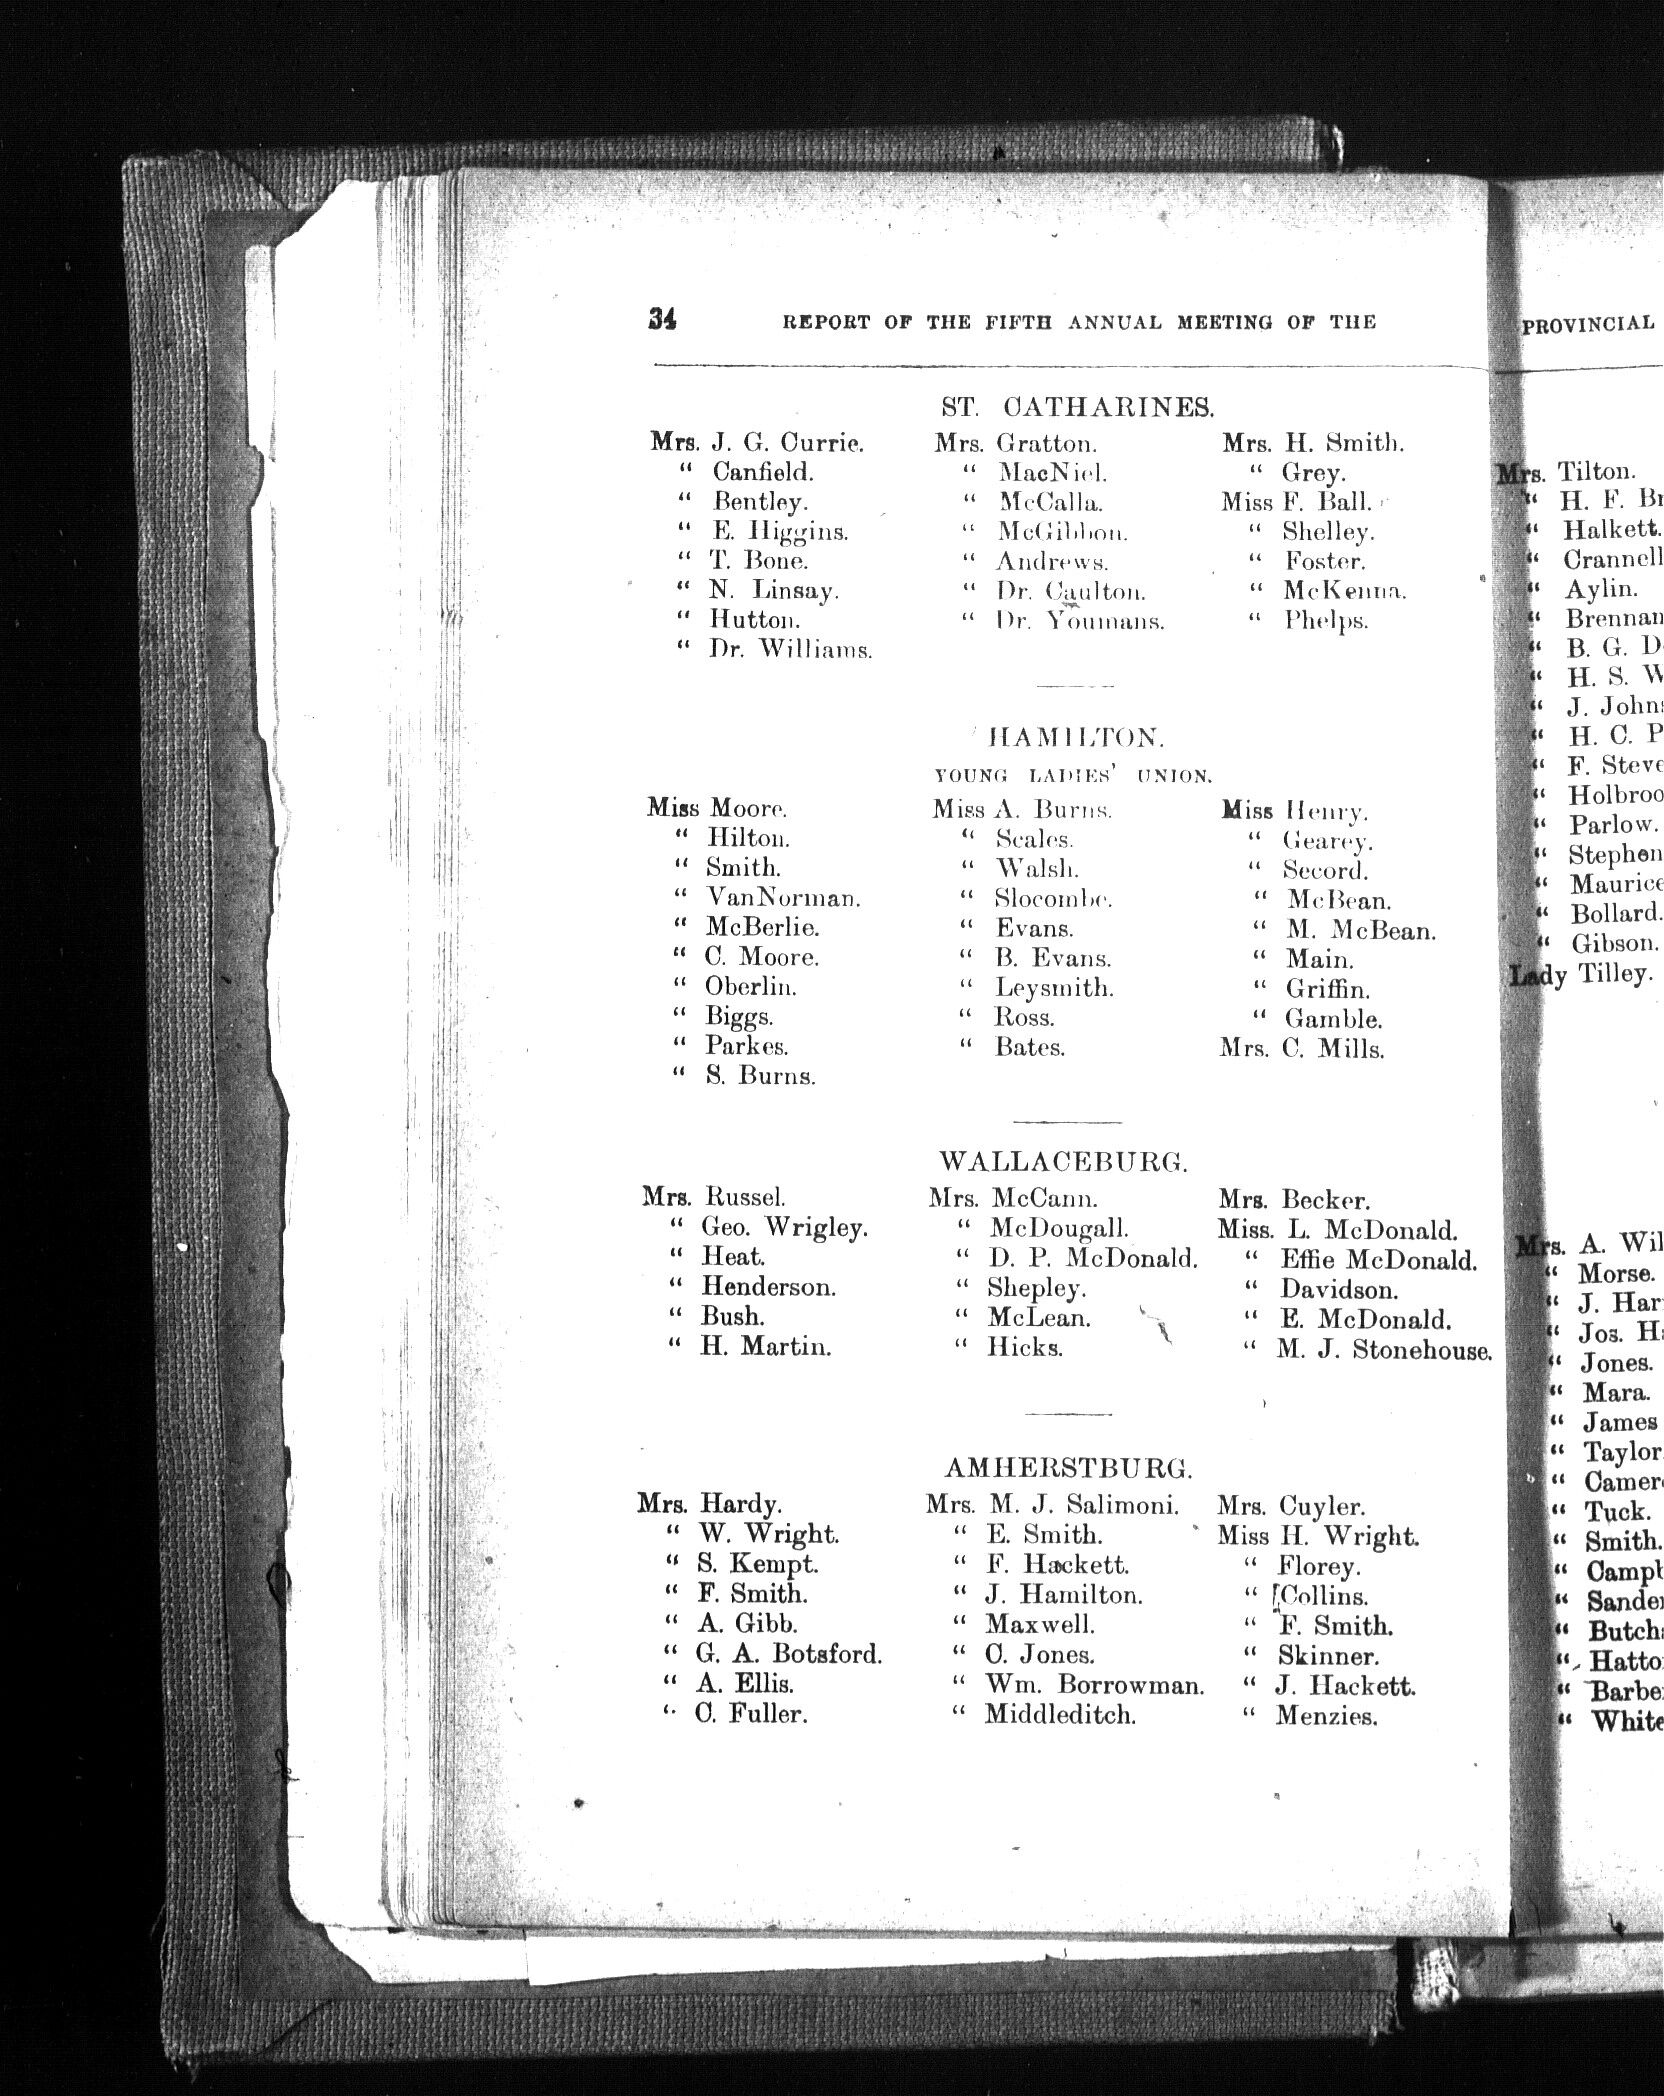 34 REPORT OF THE FIFTH ANNUAL MEETING OF THE
ST. CATHARINES.
Mrs. J. G. Currie. Mrs. Gratton. Mrs. H. Smith.
“ Canfield. “ MacNiel. “ Grey.
“ Bentley. “ McCalla. Miss F. Ball.
“ E. Higgins. “ McGibbon. “ Shelley.
“ T. Bone. “ Andrews. “ Foster.
“ N. Linsay. “ Dr. Caulton. “ McKenna.
“ Hutton. “ Dr. Youmans. “ Phelps.
“ Dr. Williams.
HAMILTON.
YOUNG LADIES' UNION.
Miss Moore. Miss A. Burns. Miss Henry.
“ Hilton. “ Scales. “ Gearey.
“ Smith. “ Walsh. “ Secord.
“ VanNorman. “ Slocombe. “ McBean.
“ McBerlie. “ Evans. “ M. McBean.
“ C. Moore. “ B. Evans. “ Main.
“ Oberlin. “ Leysmith. “ Griffin.
“ Biggs. “ Ross. “ Gamble.
“ Parkes. “ Bates. Mrs. C. Mills.
“ S. Burns.
WALLACEBURG.
Mrs. Russel. Mrs. McCann. Mrs. Becker.
“ Geo. Wrigley. “ McDougall. Miss. L. McDonald.
“ Heat. “ D. P. McDonald. “ Effie McDonald.
“ Henderson. “ Shepley. “ Davidson.
“ Bush. “ McLean. “ E. McDonald.
“ H. Martin. “ Hicks. “ M. J. Stonehouse.
AMHERSTBURG.
Mrs. Hardy. Mrs. M. J. Salimoni. Mrs. Cuyler.
“ W. Wright. “ E. Smith. Miss H. Wright.
“ S. Kempt. “ F. Hackett. “ Florey.
“ F. Smith. “ J. Hamilton. “ Collins.
“ A. Gibb. “ Maxwell. “ F. Smith.
“ G. A. Botsford. “ C. Jones. “ Skinner.
“ A. Ellis. “ Wm. Borrowman. “ J. Hackett.
“ C. Fuller. “ Middleditch. “ Menzies.
PROVINCIAL
Mrs. Tilton.
“ H. F.
“ Halkett.
“ Crannell
“ Aylin.
“ Brennan
“ B. G.
“ H. S.
“ J.
“ H. C.
“ F.
“
“ Parlow.
“
“ Maurice
“ Bollard.
“ Gibson.
Lady Tilley.
Mrs. A.
“ Morse.
“ J.
“ Jos.
“ Jones.
“ Mara.
“ James
“ Taylor
“
“ Tuck.
“ Smith.
“
“
“
“
“
“ White